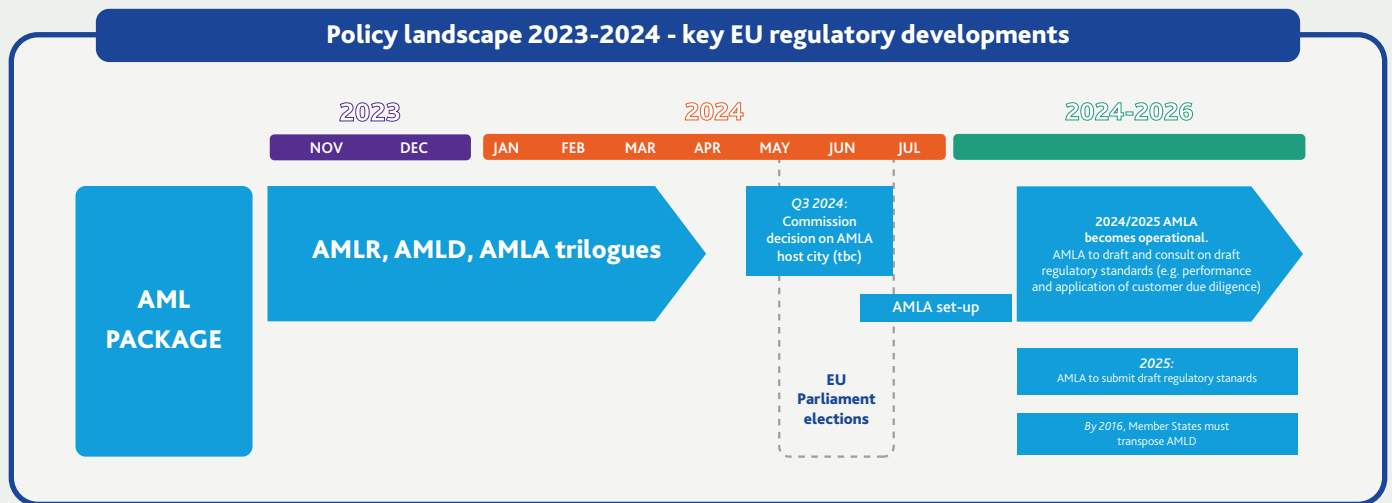 Policy landscape 2023-2024 - key EU regulatory developments
2023
2024
2024-2026
NOV DEC
JAN FEB MAR APR MAY JUN JUL
AML
PACKAGE
AMLR, AMLD, AMLA trilogues
Q3 2024:
Commission
decision on AMLA
host city (tbc)
AMLA set-up
EU
Parliament
elections
2024/2025 AMLA
becomes operational.
AMLA to draft and consult on draft
regulatory standards (e.g. performance
and application of customer due diligence)
2025:
AMLA to submit draft regulatory stanards
By 2016, Member States must
transpose AMLD